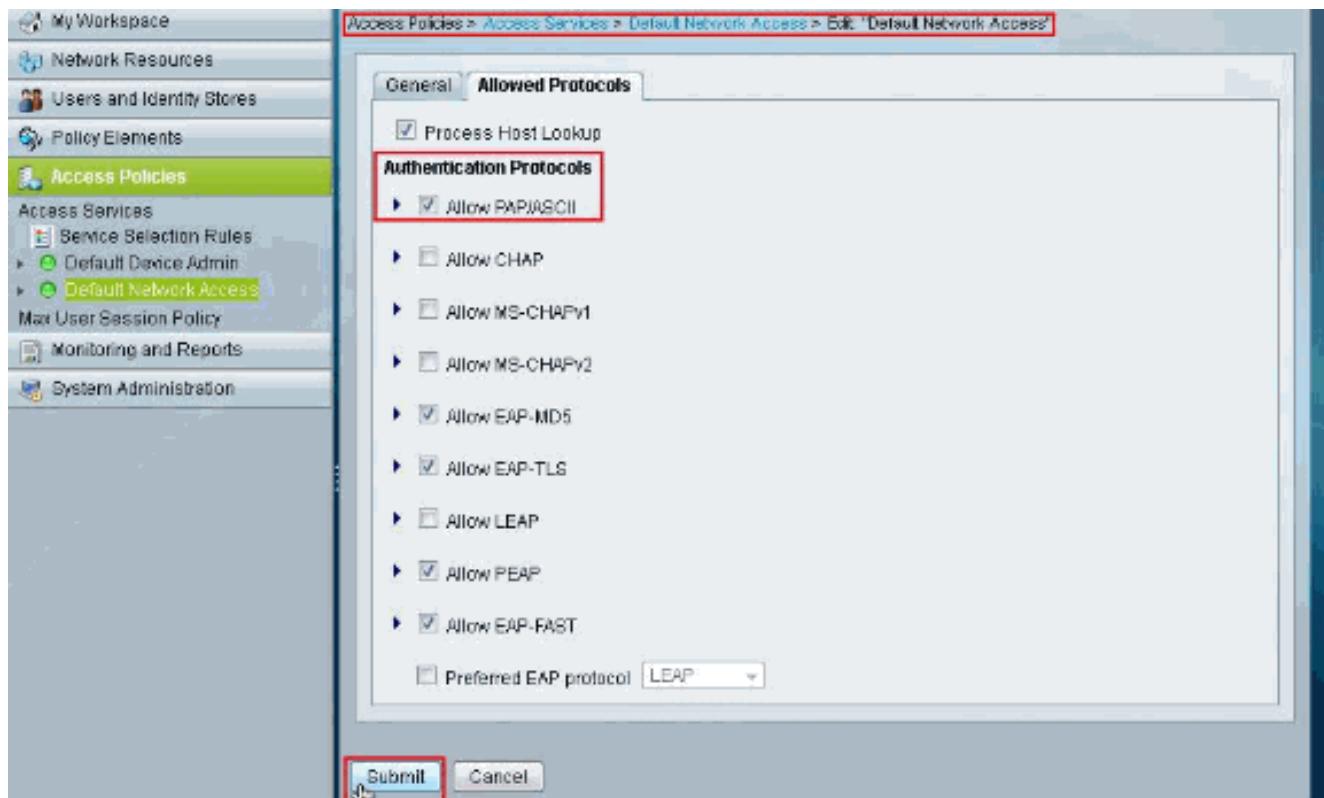 My Workspace
Network Resources
Users and Identity Stores
Policy Elements
Access Policies
Access Services
Service Selection Rules
Default Device Admin
Default Network Access
Max User Session Policy
Monitoring and Reports
System Administration
Access Policies > Access Services > Default Network Access > Edit: "Default Network Access"
General
Allowed Protocols
Process Host Lookup
Authentication Protocols
Allow PAP/ASCII
Allow CHAP
Allow MS-CHAPv1
Allow MS-CHAPv2
Allow EAP-MD5
Allow EAP-TLS
Allow LEAP
Allow PEAP
Allow EAP-FAST
Preferred EAP protocol LEAP
Submit Cancel